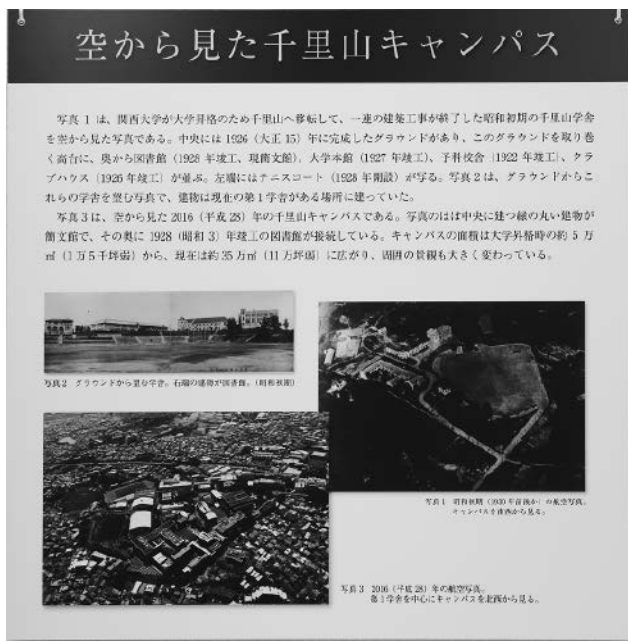 空から見た千里山キャンパス
写真1は、関西大学が大学昇格のため千里山へ移転して、一連の建築工事が終了した昭和初期の千里山学舎
を空から見た写真である。中央には1926（大正15）年に完成したグラウンドがあり、このグラウンドを取り巻
く高台に、奥から図書館（1928年竣工、現簡文館）、大学本館（1927年竣工）、予科校舎（1922年竣工）、クラ
ブハウス（1926年竣工）が並ぶ。左端にはテニスコート（1928年開設）が写る。写真2は、グラウンドからこ
れらの学舎を望む写真で、建物は現在の第1学舎がある場所に建っていた。
写真3は、空から見た2016（平成28）年の千里山キャンパスである。写真のほぼ中央に建つ縁の丸い建物が
簡文館で、その奥に1928（昭和3）年竣工の図書館が接続している。キャンパスの面積は大学昇格時の約5万
㎡（1万5千坪弱）から、現在は約35万㎡（11万坪弱）に広がり、周囲の景観も大きく変わっている。
写真2 グラウンドから望む学舎。右端の建物が図書館。（昭和初期）
写真1 昭和初期（1930年前後か）の航空写真。
キャンパスを南西から見る。
写真3 2016（平成28）年の航空写真。
第1学舎を中心にキャンパスを北西から見る。